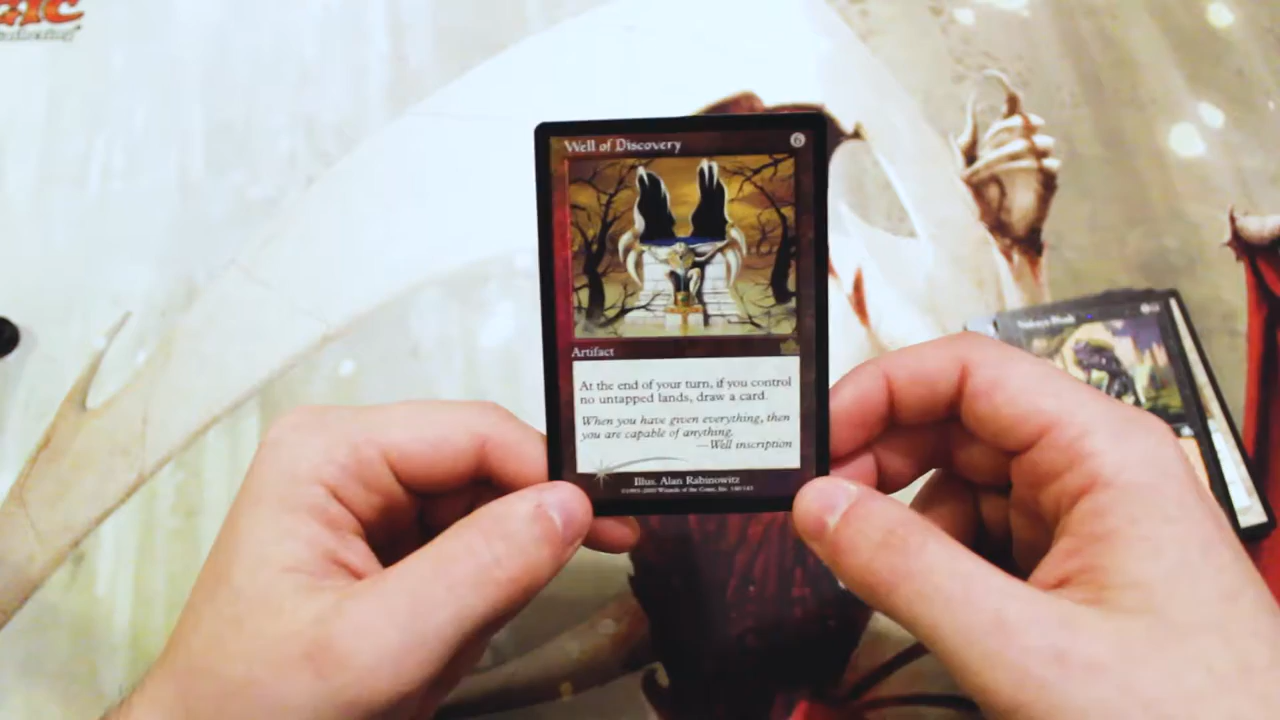 Well of Discovery 6
Artifact
At the end of your turn, if you control
no untapped lands, draw a card.
When you have given everything, then
you are capable of anything.
—Well inscription
Illus. Alan Rabinowitz